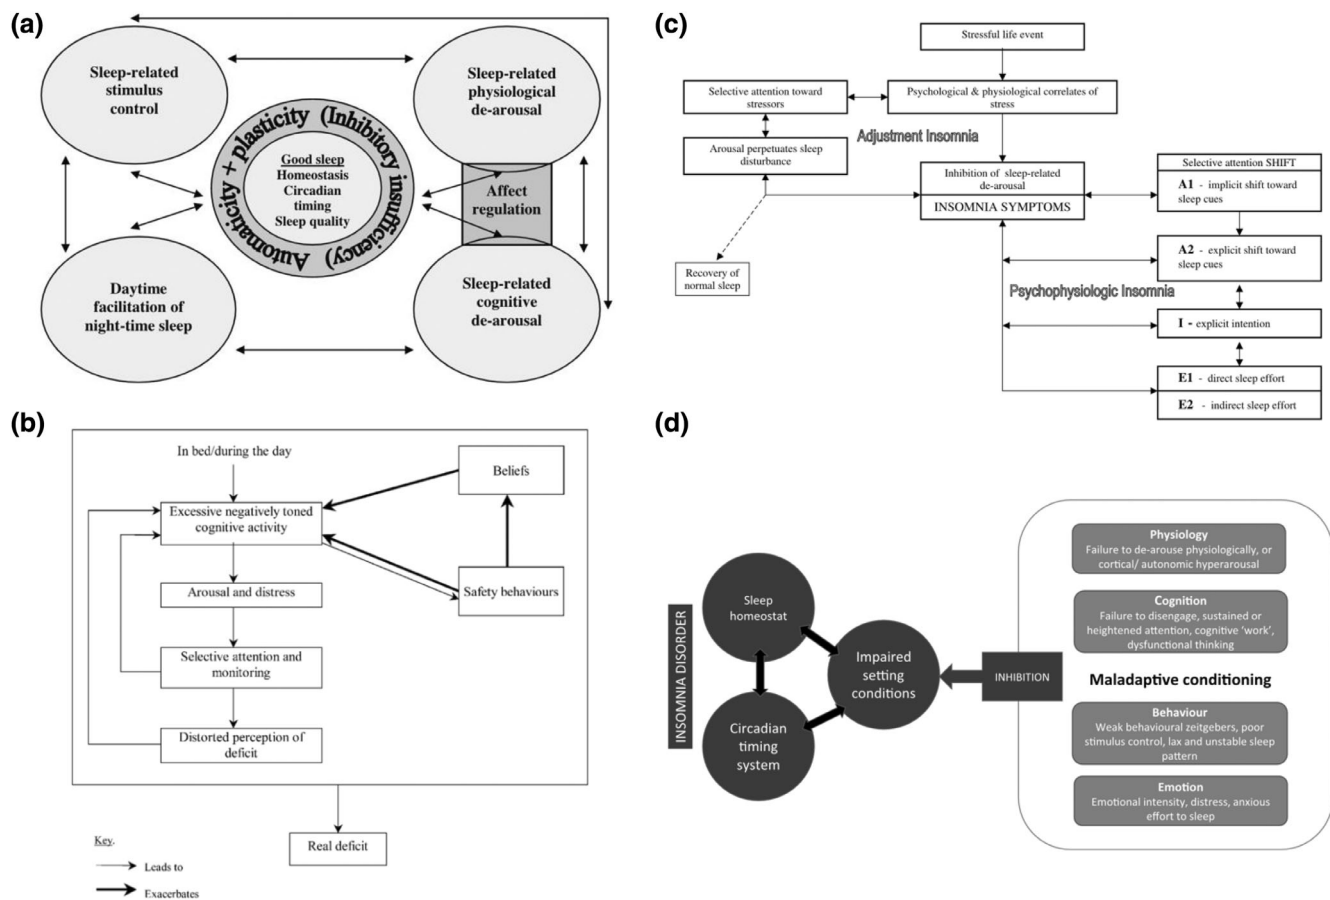 (a)
Sleep-related
stimulus
control
Sleep-related
physiological
de-arousal
Automaticity + plasticity (Inhibitory insufficiency)
Good sleep
Homeostasis
Circadian
timing
Sleep quality
Affect
regulation
Daytime
facilitation of
night-time sleep
Sleep-related
cognitive
de-arousal
(b)
In bed/during the day
Excessive negatively toned
cognitive activity
Beliefs
Arousal and distress
Safety behaviours
Selective attention and
monitoring
Distorted perception of
deficit
Real deficit
Key.
Leads to
Exacerbates
(c)
Stressful life event
Selective attention toward
stressors
Psychological & physiological correlates of
stress
Adjustment Insomnia
Arousal perpetuates sleep
disturbance
Inhibition of sleep-related
de-arousal
INSOMNIA SYMPTOMS
Selective attention SHIFT
A1 - implicit shift toward
sleep cues
A2 - explicit shift toward
sleep cues
Recovery of
normal sleep
Psychophysiologic Insomnia
I - explicit intention
E1 - direct sleep effort
E2 - indirect sleep effort
(d)
INSOMNIA DISORDER
Sleep
homeostat
Circadian
timing
system
Impaired
setting
conditions
INHIBITION
Physiology
Failure to de-arouse physiologically, or
cortical/ autonomic hyperarousal
Cognition
Failure to disengage, sustained or
heightened attention, cognitive ‘work’,
dysfunctional thinking
Maladaptive conditioning
Behaviour
Weak behavioural zeitgebers, poor
stimulus control, lax and unstable sleep
pattern
Emotion
Emotional intensity, distress, anxious
effort to sleep